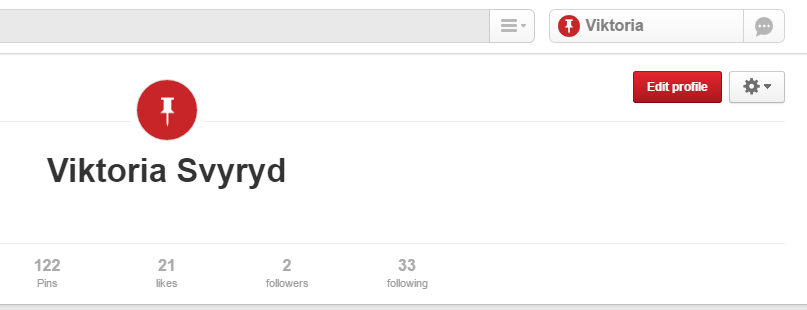 Viktoria
Edit profile
Viktoria Svyryd
122 21 2 33
Pins likes followers following